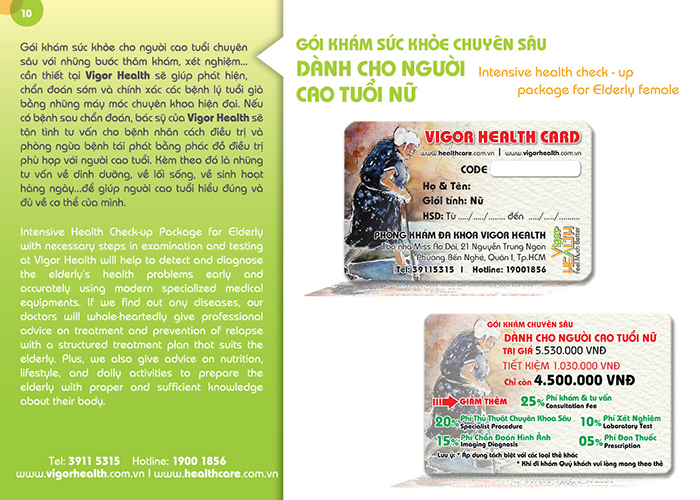 10
Gói khám sức khỏe cho người cao tuổi chuyên
sâu với những bước thăm khám, xét nghiệm...
cần thiết tại Vigor Health sẽ giúp phát hiện,
chẩn đoán sớm và chính xác các bệnh lý tuổi già
bằng những máy móc chuyên khoa hiện đại. Nếu
có bệnh sau chẩn đoán, bác sỹ của Vigor Health sẽ
tận tình tư vấn cho bệnh nhân cách điều trị và
phòng ngừa bệnh tái phát bằng phác đồ điều trị
phù hợp với người cao tuổi. Kèm theo đó là những
tư vấn về dinh dưỡng, về lối sống, về sinh hoạt
hàng ngày...để giúp người cao tuổi hiểu đúng và
đủ về cơ thể của mình.
Intensive Health Check-up Package for Elderly
with necessary steps in examination and testing
at Vigor Health will help to detect and diagnose
the elderly's health problems early and
accurately using modern specialized medical
equipments. If we find out any diseases, our
doctors will whole-heartedly give professional
advice on treatment and prevention of relapse
with a structured treatment plan that suits the
elderly. Plus, we also give advice on nutrition,
lifestyle, and daily activities to prepare the
elderly with proper and sufficient knowledge
about their body.
Tel: 3911 5315 Hotline: 1900 1856
www.vigorhealth.com.vn | www.healthcare.com.vn
GÓI KHÁM SỨC KHỎE CHUYÊN SÂU
DÀNH CHO NGƯỜI
CAO TUỔI NỮ
Intensive health check - up
package for Elderly female
VIGOR HEALTH CARD
www.healthcare.com.vn | www.vigorhealth.com.vn
CODE
Họ & Tên:
Giới tính: Nữ
HSD: Từ ...../...../........ đến ...../...../.........
PHÒNG KHÁM ĐA KHOA VIGOR HEALTH
Tòa nhà Miss Áo Dài, 21 Nguyễn Trung Ngạn
Phường Bến Nghé, Quận 1, Tp.HCM
Tel: 39115315 | Hotline: 19001856
Vigor
HEALTH
Feel Much Better
GÓI KHÁM CHUYÊN SÂU
DÀNH CHO NGƯỜI CAO TUỔI NỮ
TRỊ GIÁ 5.530.000 VNĐ
TIẾT KIỆM 1.030.000 VNĐ
Chỉ còn 4.500.000 VNĐ
GIẢM THÊM
25% Phí khám & tư vấn
Consultation Fee
20% Phí Thủ Thuật Chuyên Khoa Sâu
Specialist Procedure
10% Phí Xét Nghiệm
Laboratory Test
15% Phí Chẩn Đoán Hình Ảnh
Imaging Diagnosis
05% Phí Đơn Thuốc
Prescription
Lưu ý: * Áp dụng tách biệt với các loại thẻ khác
* Khi đi khám Quý khách vui lòng mang theo thẻ